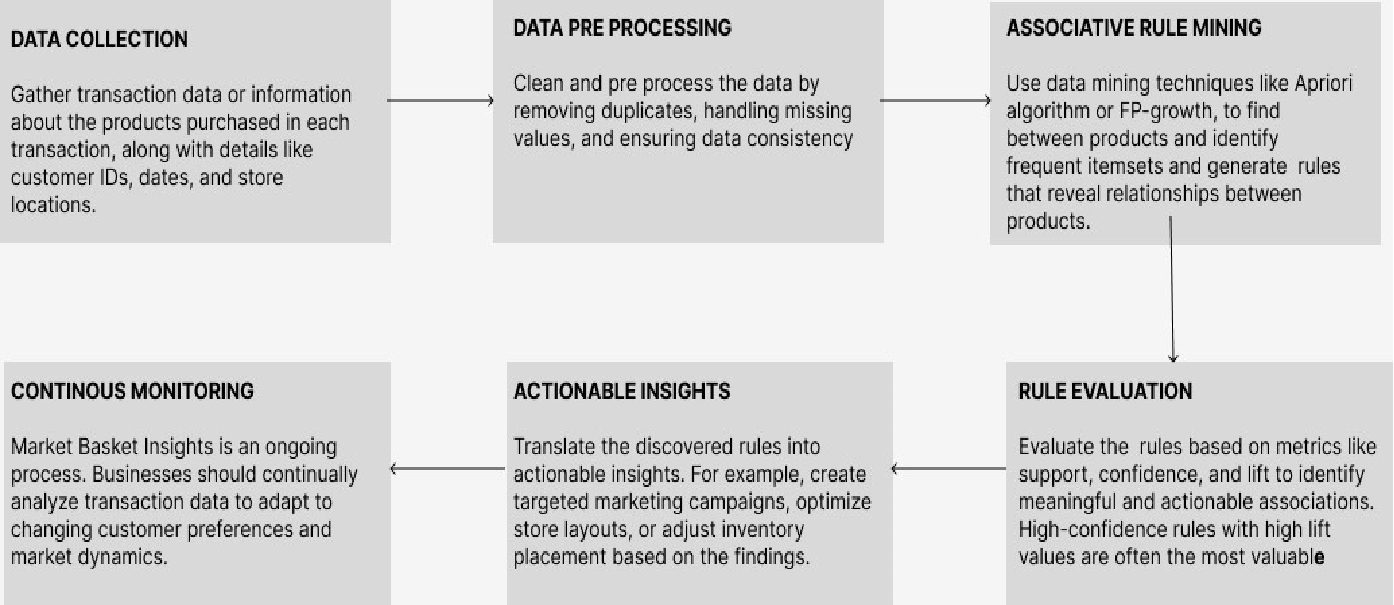 DATA COLLECTION
Gather transaction data or information
about the products purchased in each
transaction, along with details like
customer IDs, dates, and store
locations.
DATA PRE PROCESSING
Clean and pre process the data by
removing duplicates, handling missing
values, and ensuring data consistency
ASSOCIATIVE RULE MINING
Use data mining techniques like Apriori
algorithm or FP-growth, to find
between products and identify
frequent itemsets and generate  rules
that reveal relationships between
products.
RULE EVALUATION
Evaluate the  rules based on metrics like
support, confidence, and lift to identify
meaningful and actionable associations.
High-confidence rules with high lift
values are often the most valuable
ACTIONABLE INSIGHTS
Translate the discovered rules into
actionable insights. For example, create
targeted marketing campaigns, optimize
store layouts, or adjust inventory
placement based on the findings.
CONTINOUS MONITORING
Market Basket Insights is an ongoing
process. Businesses should continually
analyze transaction data to adapt to
changing customer preferences and
market dynamics.